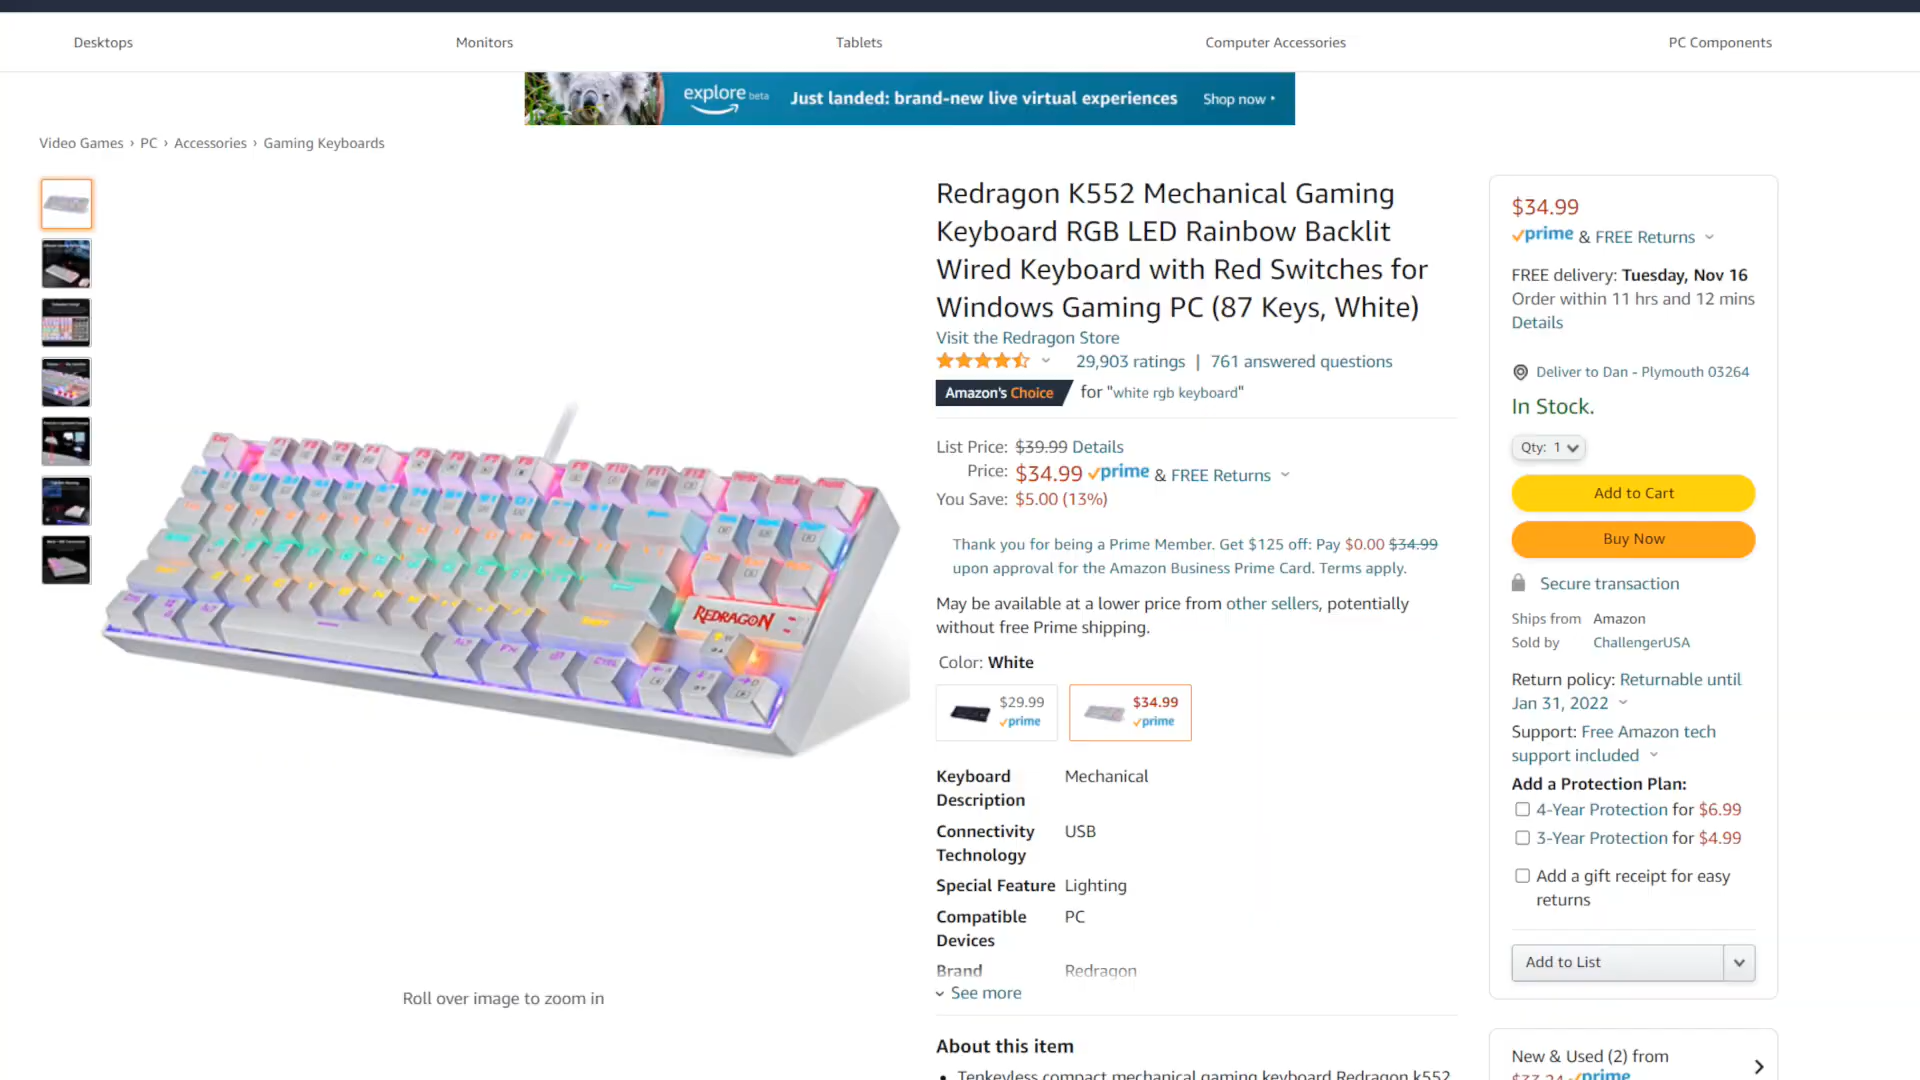 Desktops
Monitors
Tablets
Computer Accessories
PC Components
explore beta
Just landed: brand-new live virtual experiences
Shop now
Video Games › PC › Accessories › Gaming Keyboards
REDRAGON
Roll over image to zoom in
Redragon K552 Mechanical Gaming
Keyboard RGB LED Rainbow Backlit
Wired Keyboard with Red Switches for
Windows Gaming PC (87 Keys, White)
Visit the Redragon Store
29,903 ratings | 761 answered questions
Amazon's Choice for "white rgb keyboard"
List Price: $39.99 Details
Price: $34.99 prime & FREE Returns
You Save: $5.00 (13%)
Thank you for being a Prime Member. Get $125 off: Pay $0.00 $34.99
upon approval for the Amazon Business Prime Card. Terms apply.
May be available at a lower price from other sellers, potentially
without free Prime shipping.
Color: White
$29.99
prime
$34.99
prime
Keyboard Description Mechanical
Connectivity Technology USB
Special Feature Lighting
Compatible Devices PC
Brand Redragon
See more
About this item
• Tenkeyless compact mechanical gaming keyboard Redragon k552
$34.99
prime & FREE Returns
FREE delivery: Tuesday, Nov 16
Order within 11 hrs and 12 mins
Details
Deliver to Dan - Plymouth 03264
In Stock.
Qty: 1
Add to Cart
Buy Now
Secure transaction
Ships from Amazon
Sold by ChallengerUSA
Return policy: Returnable until
Jan 31, 2022
Support: Free Amazon tech
support included
Add a Protection Plan:
4-Year Protection for $6.99
3-Year Protection for $4.99
Add a gift receipt for easy
returns
Add to List
New & Used (2) from
$33.24 prime